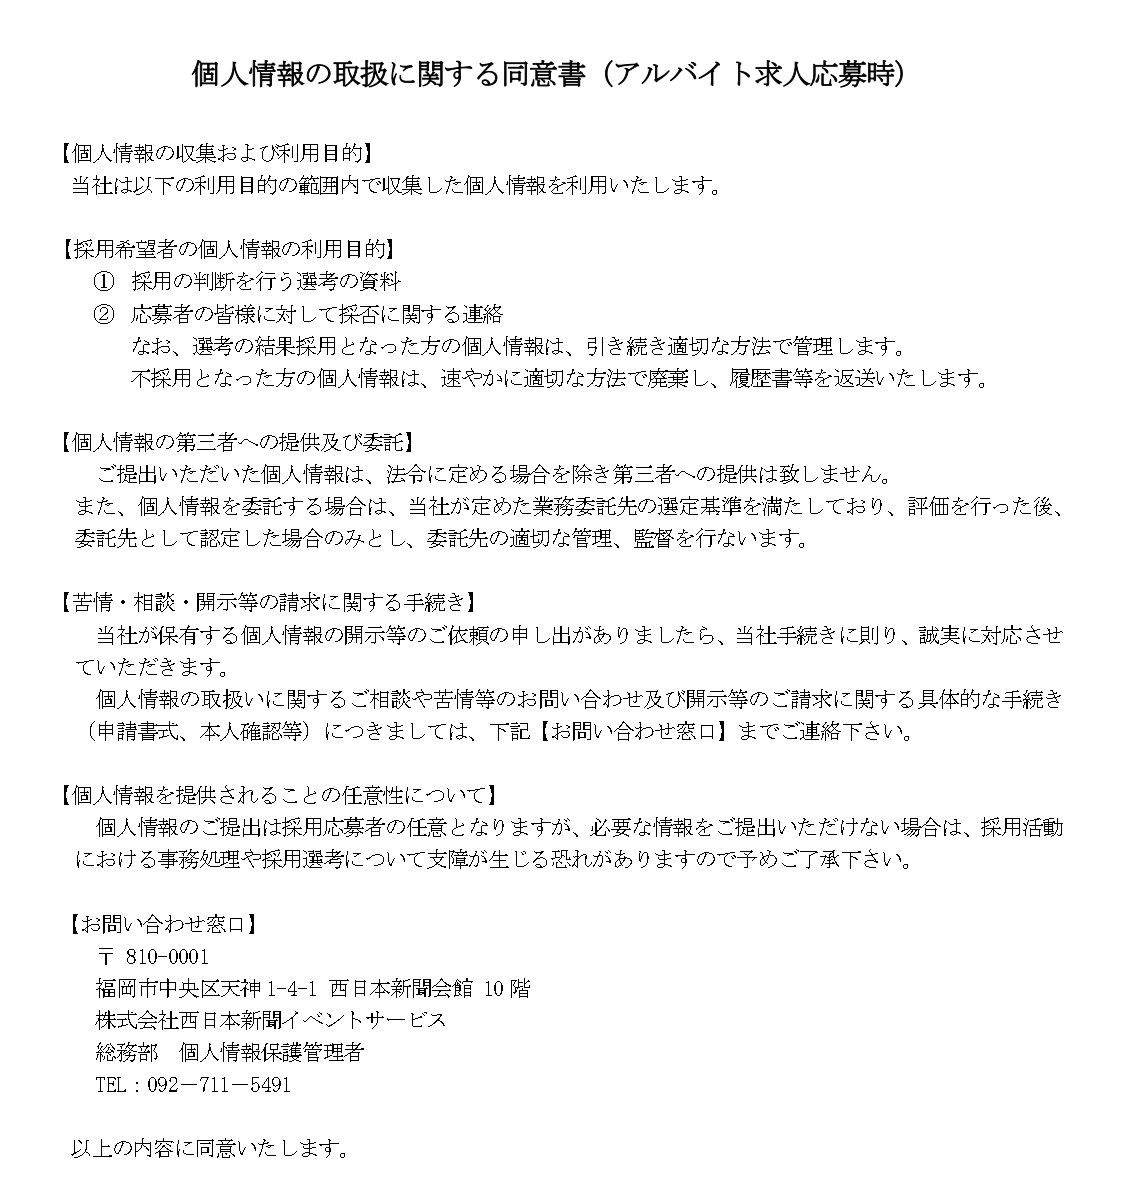 個人情報の取扱に関する同意書（アルバイト求人応募時）
【個人情報の収集および利用目的】
当社は以下の利用目的の範囲内で収集した個人情報を利用いたします。
【採用希望者の個人情報の利用目的】
① 採用の判断を行う選考の資料
② 応募者の皆様に対して採否に関する連絡
なお、選考の結果採用となった方の個人情報は、引き続き適切な方法で管理します。
不採用となった方の個人情報は、速やかに適切な方法で廃棄し、履歴書等を返送いたします。
【個人情報の第三者への提供及び委託】
ご提出いただいた個人情報は、法令に定める場合を除き第三者への提供は致しません。
また、個人情報を委託する場合は、当社が定めた業務委託先の選定基準を満たしており、評価を行った後、
委託先として認定した場合のみとし、委託先の適切な管理、監督を行ないます。
【苦情・相談・開示等の請求に関する手続き】
当社が保有する個人情報の開示等のご依頼の申し出がありましたら、当社手続きに則り、誠実に対応させ
ていただきます。
個人情報の取扱いに関するご相談や苦情等のお問い合わせ及び開示等のご請求に関する具体的な手続き
（申請書式、本人確認等）につきましては、下記【お問い合わせ窓口】までご連絡下さい。
【個人情報を提供されることの任意性について】
個人情報のご提出は採用応募者の任意となりますが、必要な情報をご提出いただけない場合は、採用活動
における事務処理や採用選考について支障が生じる恐れがありますので予めご了承下さい。
【お問い合わせ窓口】
〒 810-0001
福岡市中央区天神 1-4-1 西日本新聞会館 10 階
株式会社西日本新聞イベントサービス
総務部　個人情報保護管理者
TEL：092－711－5491
以上の内容に同意いたします。